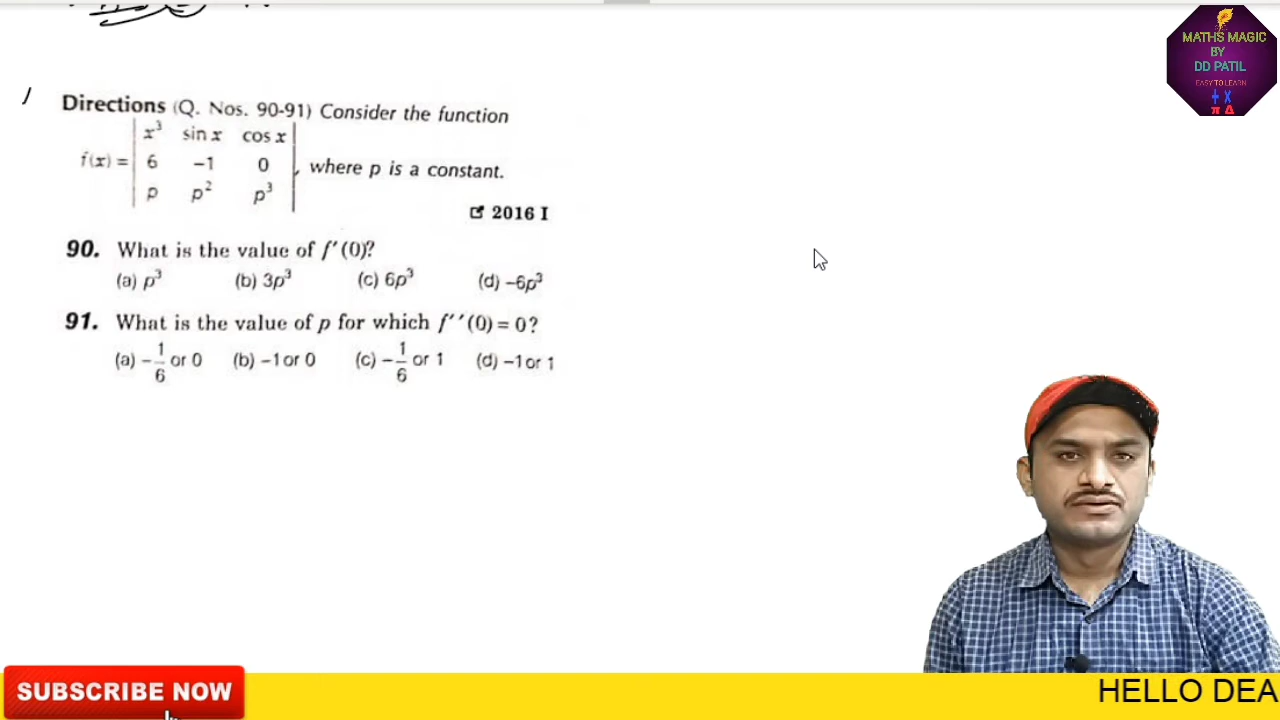 MATHS MAGIC
BY
DD PATIL
EASY TO LEARN
+ X
π Δ
Directions (Q. Nos. 90-91) Consider the function
f(x) = | x³ sin x cos x |
| 6 −1 0 | , where p is a constant.
| p p² p³ |
2016 I
90. What is the value of f′(0)?
(a) p³ (b) 3p³ (c) 6p³ (d) −6p³
91. What is the value of p for which f′′(0) = 0?
(a) −1/6 or 0 (b) −1 or 0 (c) −1/6 or 1 (d) −1 or 1
SUBSCRIBE NOW
HELLO DEA